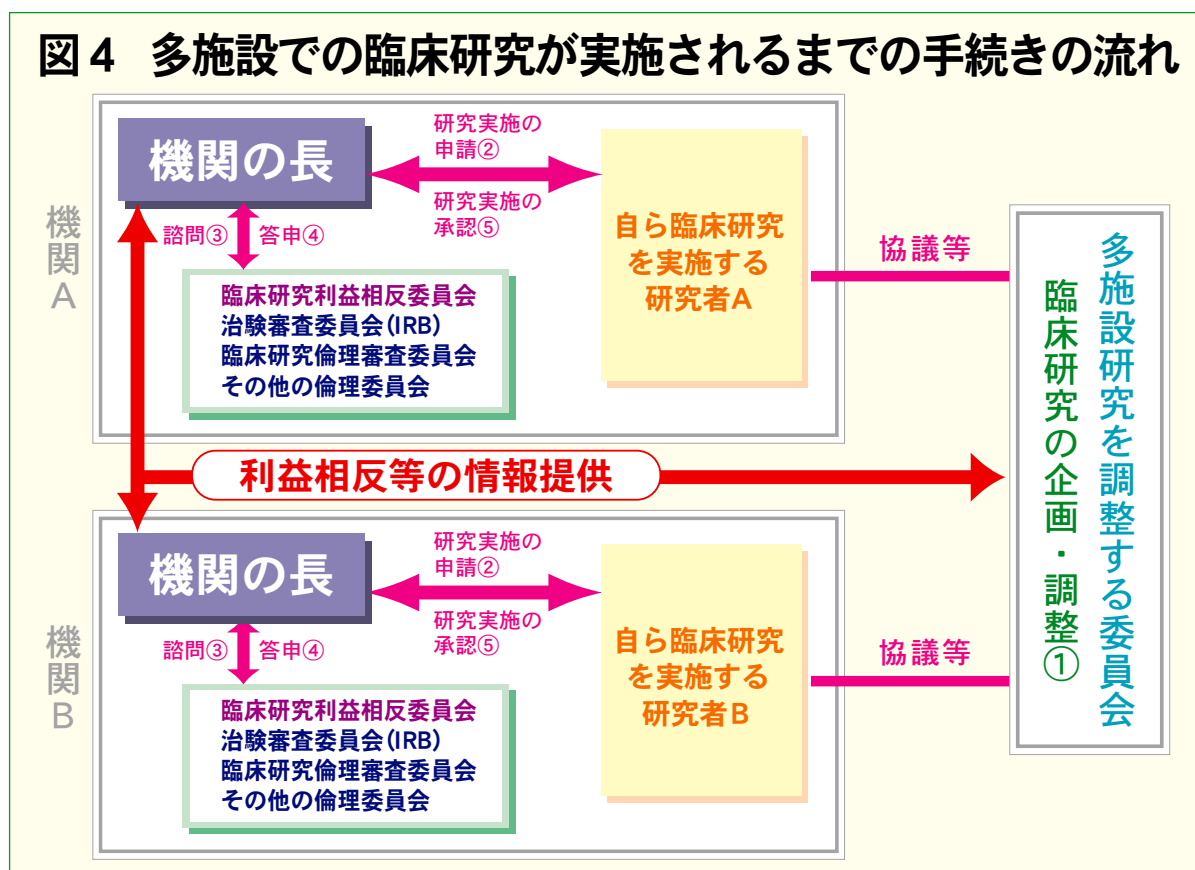 図4 多施設での臨床研究が実施されるまでの手続きの流れ
機関A
機関の長
研究実施の
申請②
研究実施の
承認⑤
諮問③
答申④
臨床研究利益相反委員会
治験審査委員会(IRB)
臨床研究倫理審査委員会
その他の倫理委員会
自ら臨床研究
を実施する
研究者A
協議等
利益相反等の情報提供
機関B
機関の長
研究実施の
申請②
研究実施の
承認⑤
諮問③
答申④
臨床研究利益相反委員会
治験審査委員会(IRB)
臨床研究倫理審査委員会
その他の倫理委員会
自ら臨床研究
を実施する
研究者B
協議等
多施設研究を調整する委員会
臨床研究の企画・調整①